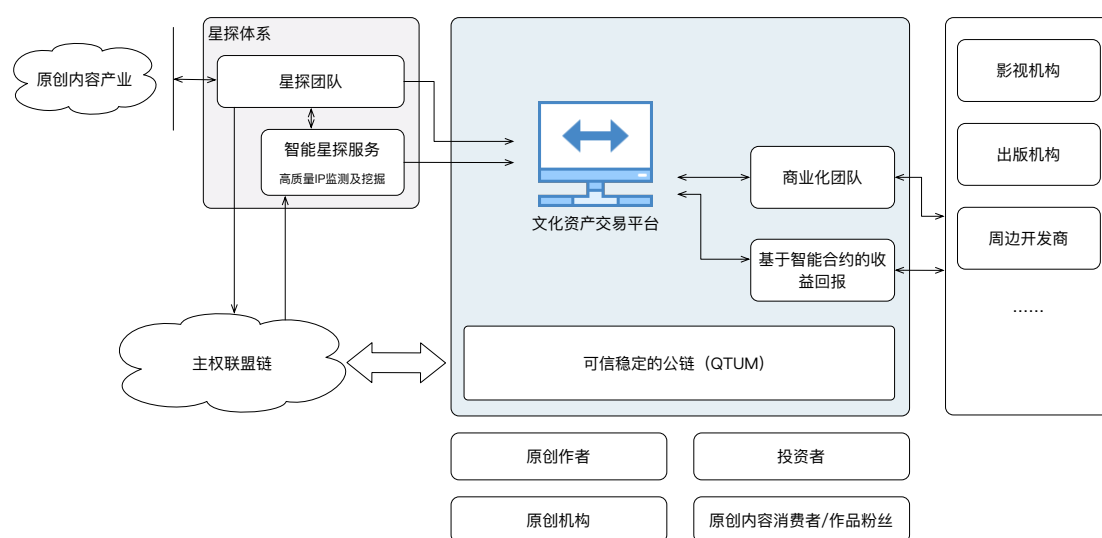 星探体系
原创内容产业
星探团队
智能星探服务
高质量IP监测及挖掘
主权联盟链
文化资产交易平台
商业化团队
基于智能合约的收
益回报
可信稳定的公链（QTUM）
影视机构
出版机构
周边开发商
......
原创作者
投资者
原创机构
原创内容消费者/作品粉丝